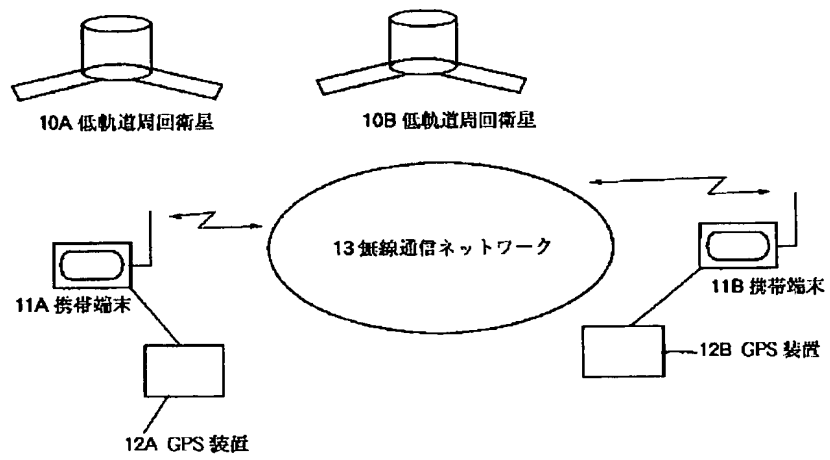 10A 低軌道周回衛星
10B 低軌道周回衛星
13 無線通信ネットワーク
11A 携帯端末
11B 携帯端末
12B GPS 装置
12A GPS 装置